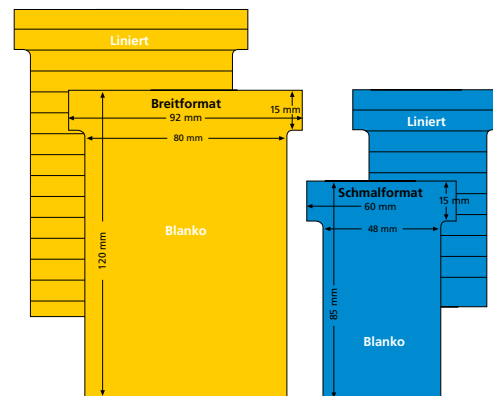 Liniert
Breitformat
15 mm
92 mm
80 mm
Blanko
120 mm
Liniert
Schmalformat
15 mm
60 mm
48 mm
85 mm
Blanko